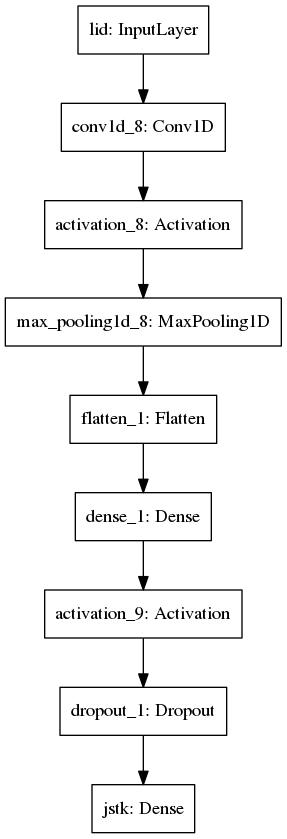 lid: InputLayer
conv1d_8: Conv1D
activation_8: Activation
max_pooling1d_8: MaxPooling1D
flatten_1: Flatten
dense_1: Dense
activation_9: Activation
dropout_1: Dropout
jstk: Dense